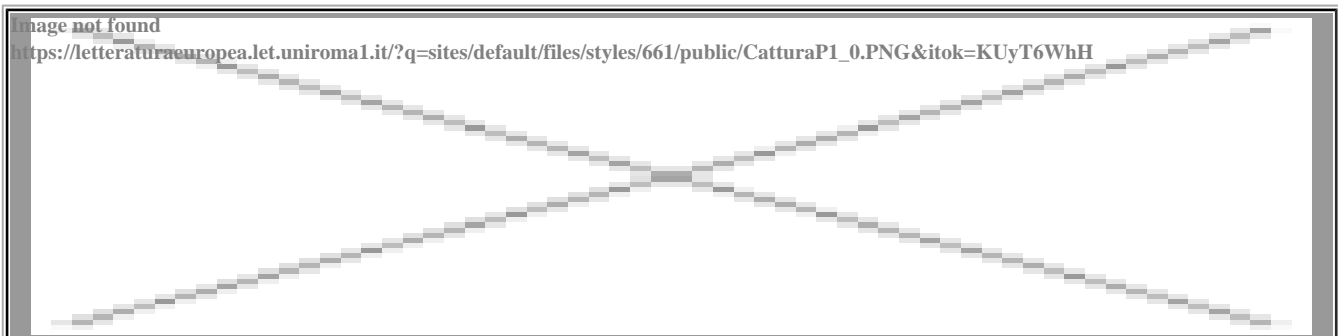 Image not found
https://letteraturaeuropea.let.uniroma1.it/?q=sites/default/files/styles/661/public/CatturaP1_0.PNG&itok=KUyT6WhH